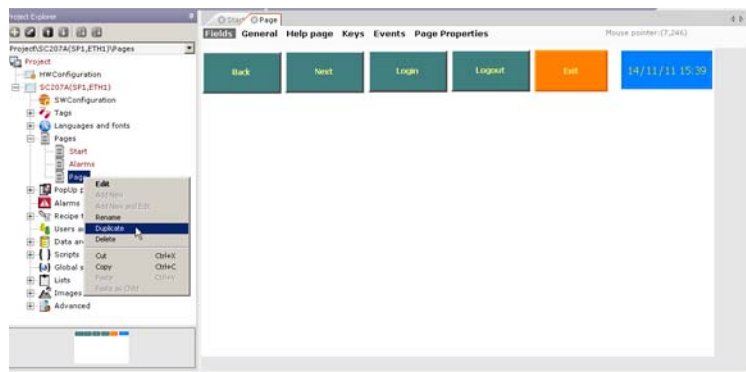 Project Explorer
Project\SC207A(SP1,ETH1)\Pages
Project
HWConfiguration
SC207A(SP1,ETH1)
SWConfiguration
Tags
Languages and fonts
Pages
Start
Alarms
Page
PopUp p
Alarms
Recipe t
Users a
Data an
Scripts
Global s
Lists
Images
Advanced
Edit
Add New
Add New and Edit
Rename
Duplicate
Delete
Cut Ctrl+X
Copy Ctrl+C
Paste Ctrl+V
Paste as Child
Start Page
Fields General Help page Keys Events Page Properties Mouse pointer:(7,246)
Back Next Login Logout Exit 14/11/11 15:39